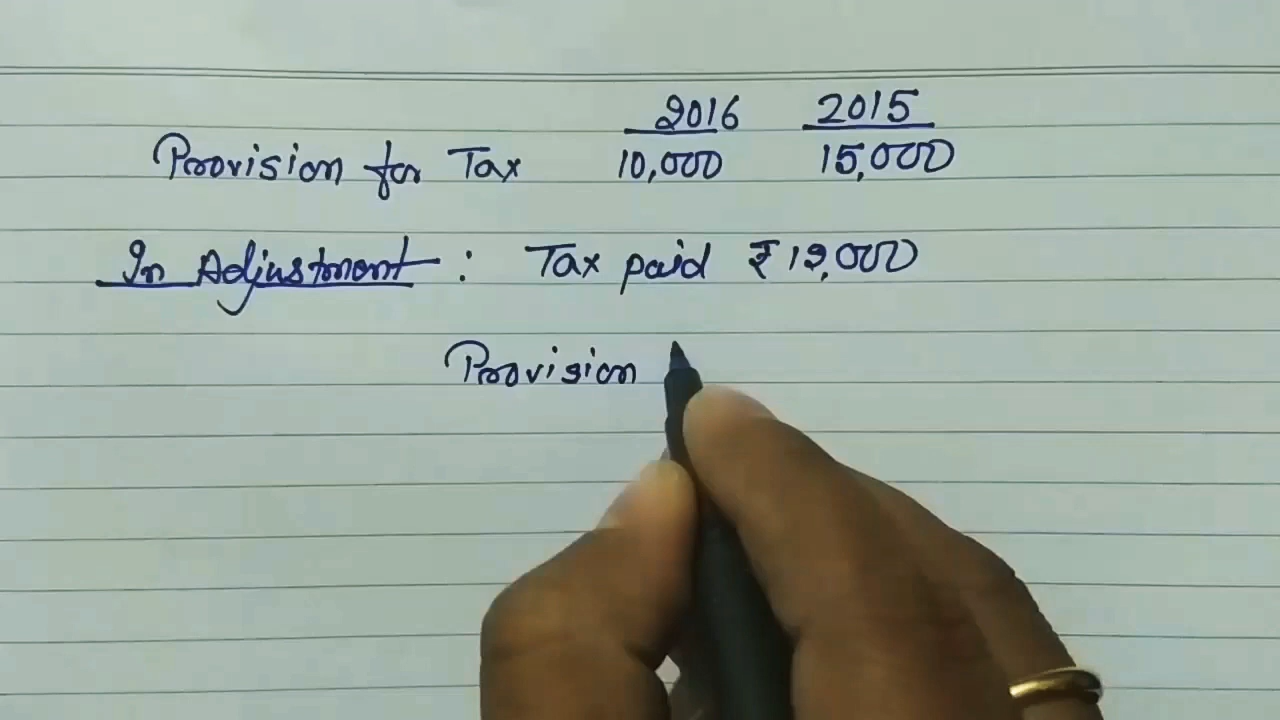 2016 2015
Provision for Tax 10,000 15,000
In Adjustment : Tax paid ₹12,000
Provision